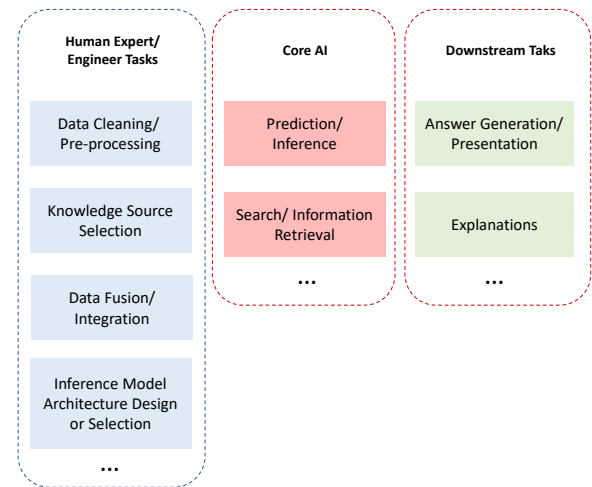 Human Expert/
Engineer Tasks
Data Cleaning/
Pre-processing
Knowledge Source
Selection
Data Fusion/
Integration
Inference Model
Architecture Design
or Selection
...
Core AI
Prediction/
Inference
Search/ Information
Retrieval
...
Downstream Taks
Answer Generation/
Presentation
Explanations
...